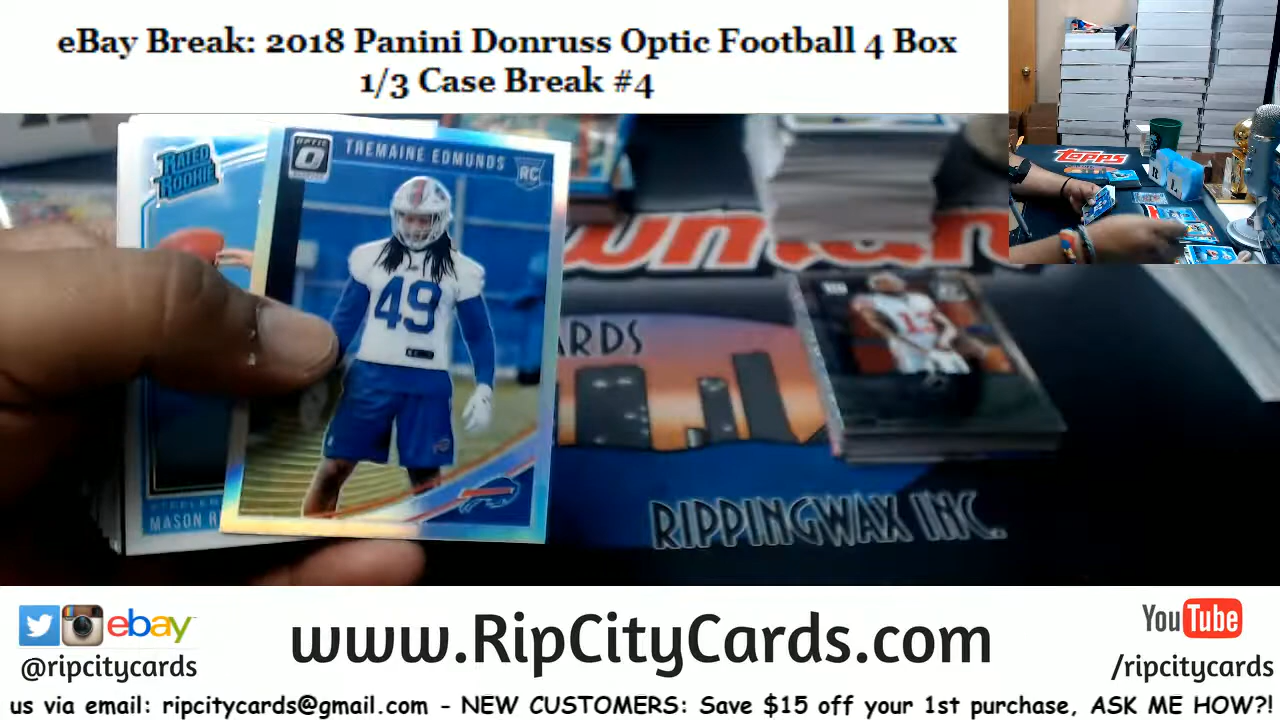 eBay Break: 2018 Panini Donruss Optic Football 4 Box
1/3 Case Break #4
topps
RATED
ROOKIE
OPTIC
TREMAINE EDMUNDS
RC
49
13
RIPPINGWAX INC.
MASON
ebay
@ripcitycards
www.RipCityCards.com
YouTube
/ripcitycards
us via email: ripcitycards@gmail.com - NEW CUSTOMERS: Save $15 off your 1st purchase, ASK ME HOW?!